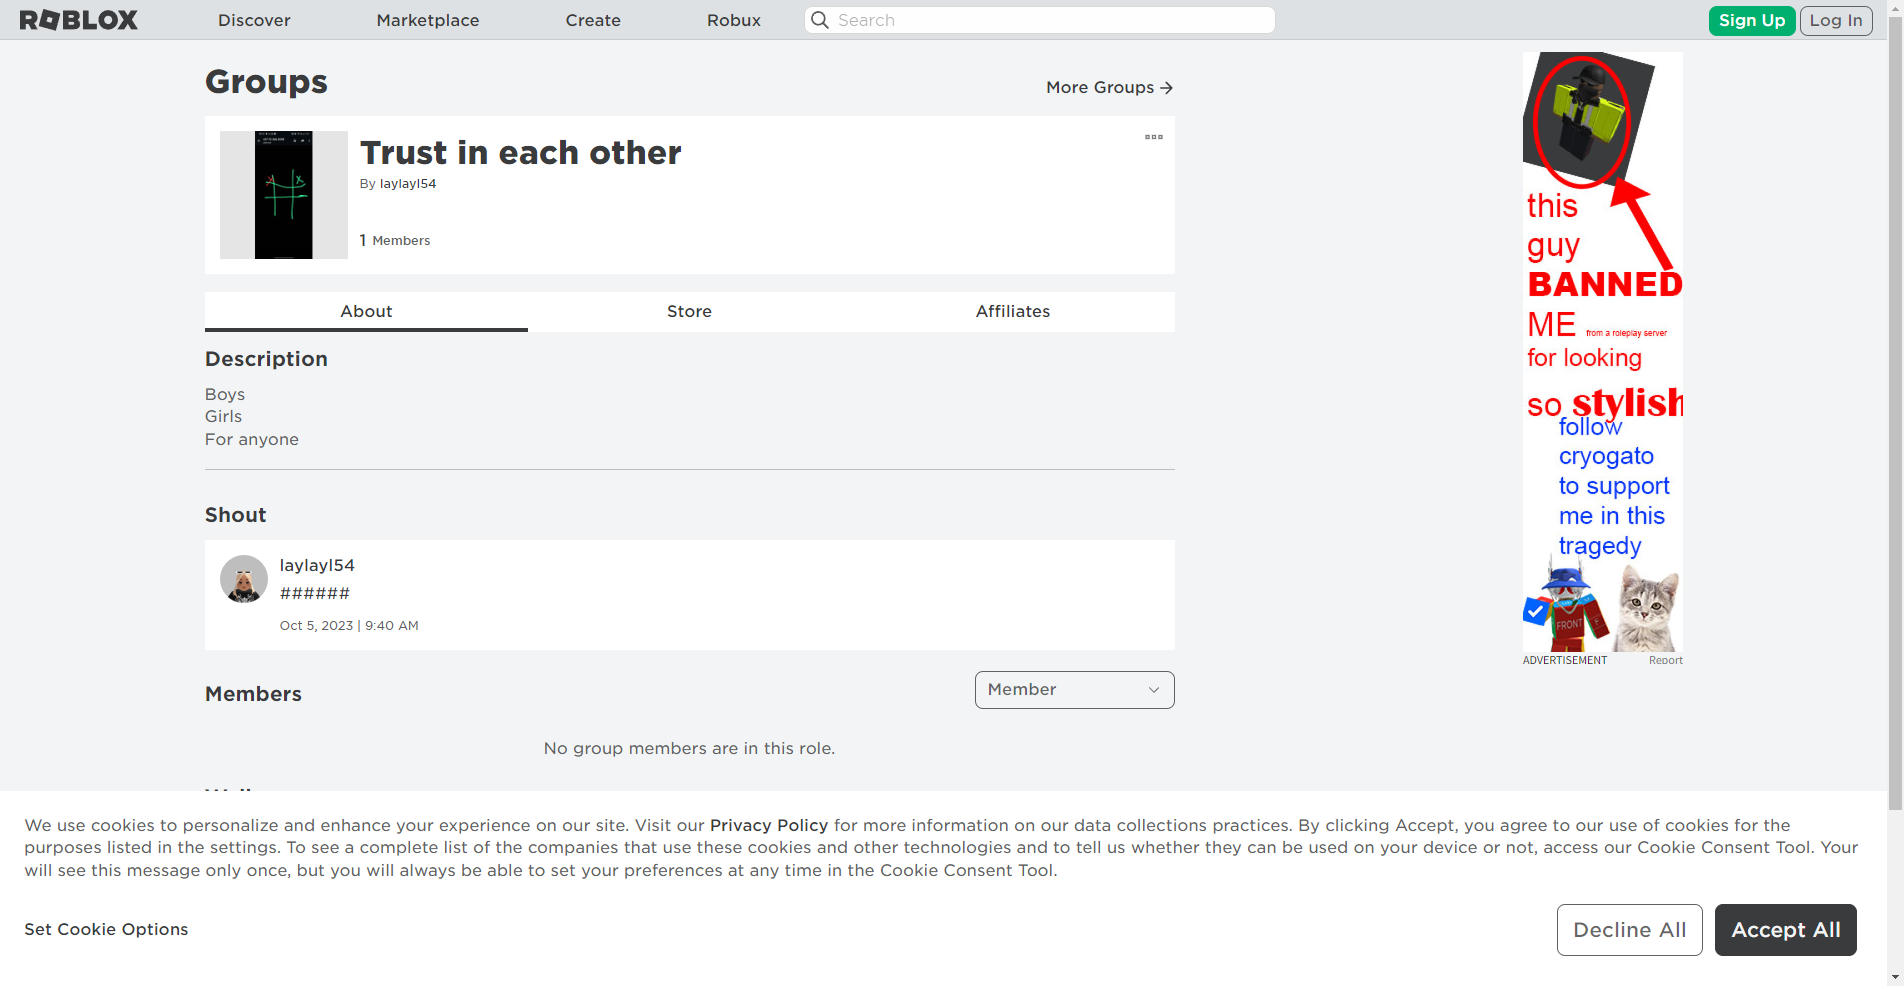 ROBLOX
Discover
Marketplace
Create
Robux
Search
Sign Up
Log In
Groups
More Groups
Trust in each other
By laylayl54
1 Members
About
Store
Affiliates
Description
Boys
Girls
For anyone
Shout
laylayl54
######
Oct 5, 2023 | 9:40 AM
Members
Member
No group members are in this role.
this
guy
BANNED
ME from a roleplay server
for looking
so stylish
follow
cryogato
to support
me in this
tragedy
FRONT
ADVERTISEMENT
Report
We use cookies to personalize and enhance your experience on our site. Visit our Privacy Policy for more information on our data collections practices. By clicking Accept, you agree to our use of cookies for the
purposes listed in the settings. To see a complete list of the companies that use these cookies and other technologies and to tell us whether they can be used on your device or not, access our Cookie Consent Tool. Your
will see this message only once, but you will always be able to set your preferences at any time in the Cookie Consent Tool.
Set Cookie Options
Decline All
Accept All